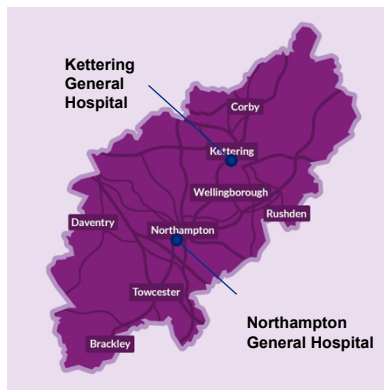 Kettering
General
Hospital
Corby
Kettering
Wellingborough
Rushden
Daventry
Northampton
Towcester
Northampton
General Hospital
Brackley